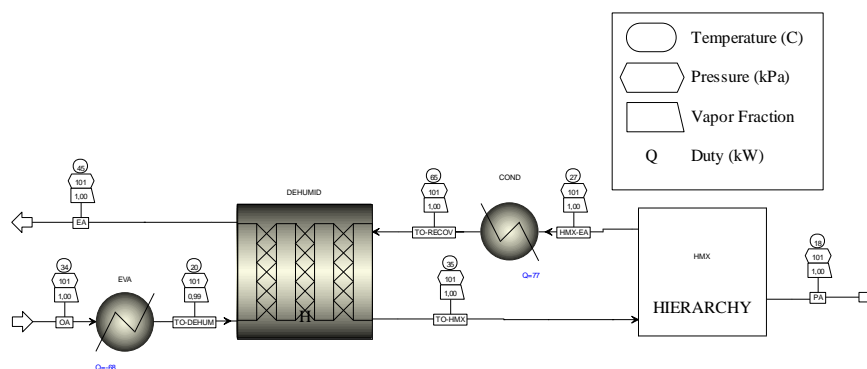 Temperature (C)
Pressure (kPa)
Vapor Fraction
Q Duty (kW)
45
101
1,00
EA
DEHUMID
65
101
1,00
TO-RECOV
COND
Q=77
27
101
1,00
HMX-EA
HMX
HIERARCHY
18
101
1,00
PA
34
101
1,00
OA
EVA
Q=-68
20
101
0,99
TO-DEHUM
H
35
101
1,00
TO-HMX